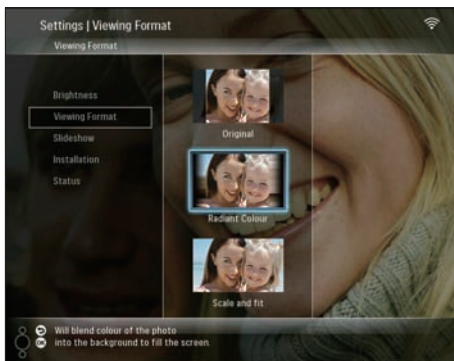 Settings | Viewing Format
Viewing Format
Brightness
Viewing Format
Slideshow
Installation
Status
Original
Radiant Colour
Scale and fit
Will blend colour of the photo
OK into the background to fill the screen.